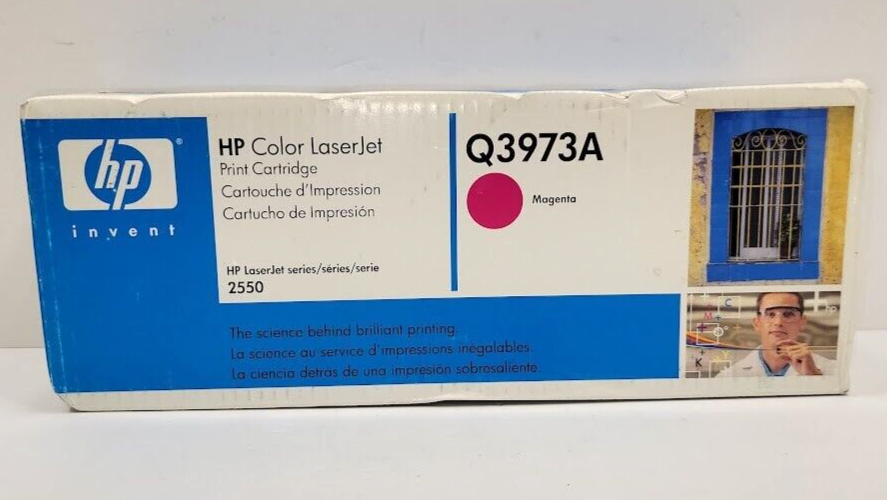 hp
®
invent
HP Color LaserJet
Print Cartridge
Cartouche d'Impression
Cartucho de Impresión
HP LaserJet series/séries/serie
2550
Q3973A
Magenta
The science behind brilliant printing.
La science au service d'impressions inégalables.
La ciencia detrás de una impresión sobresaliente.
C
M
K
Y
hp